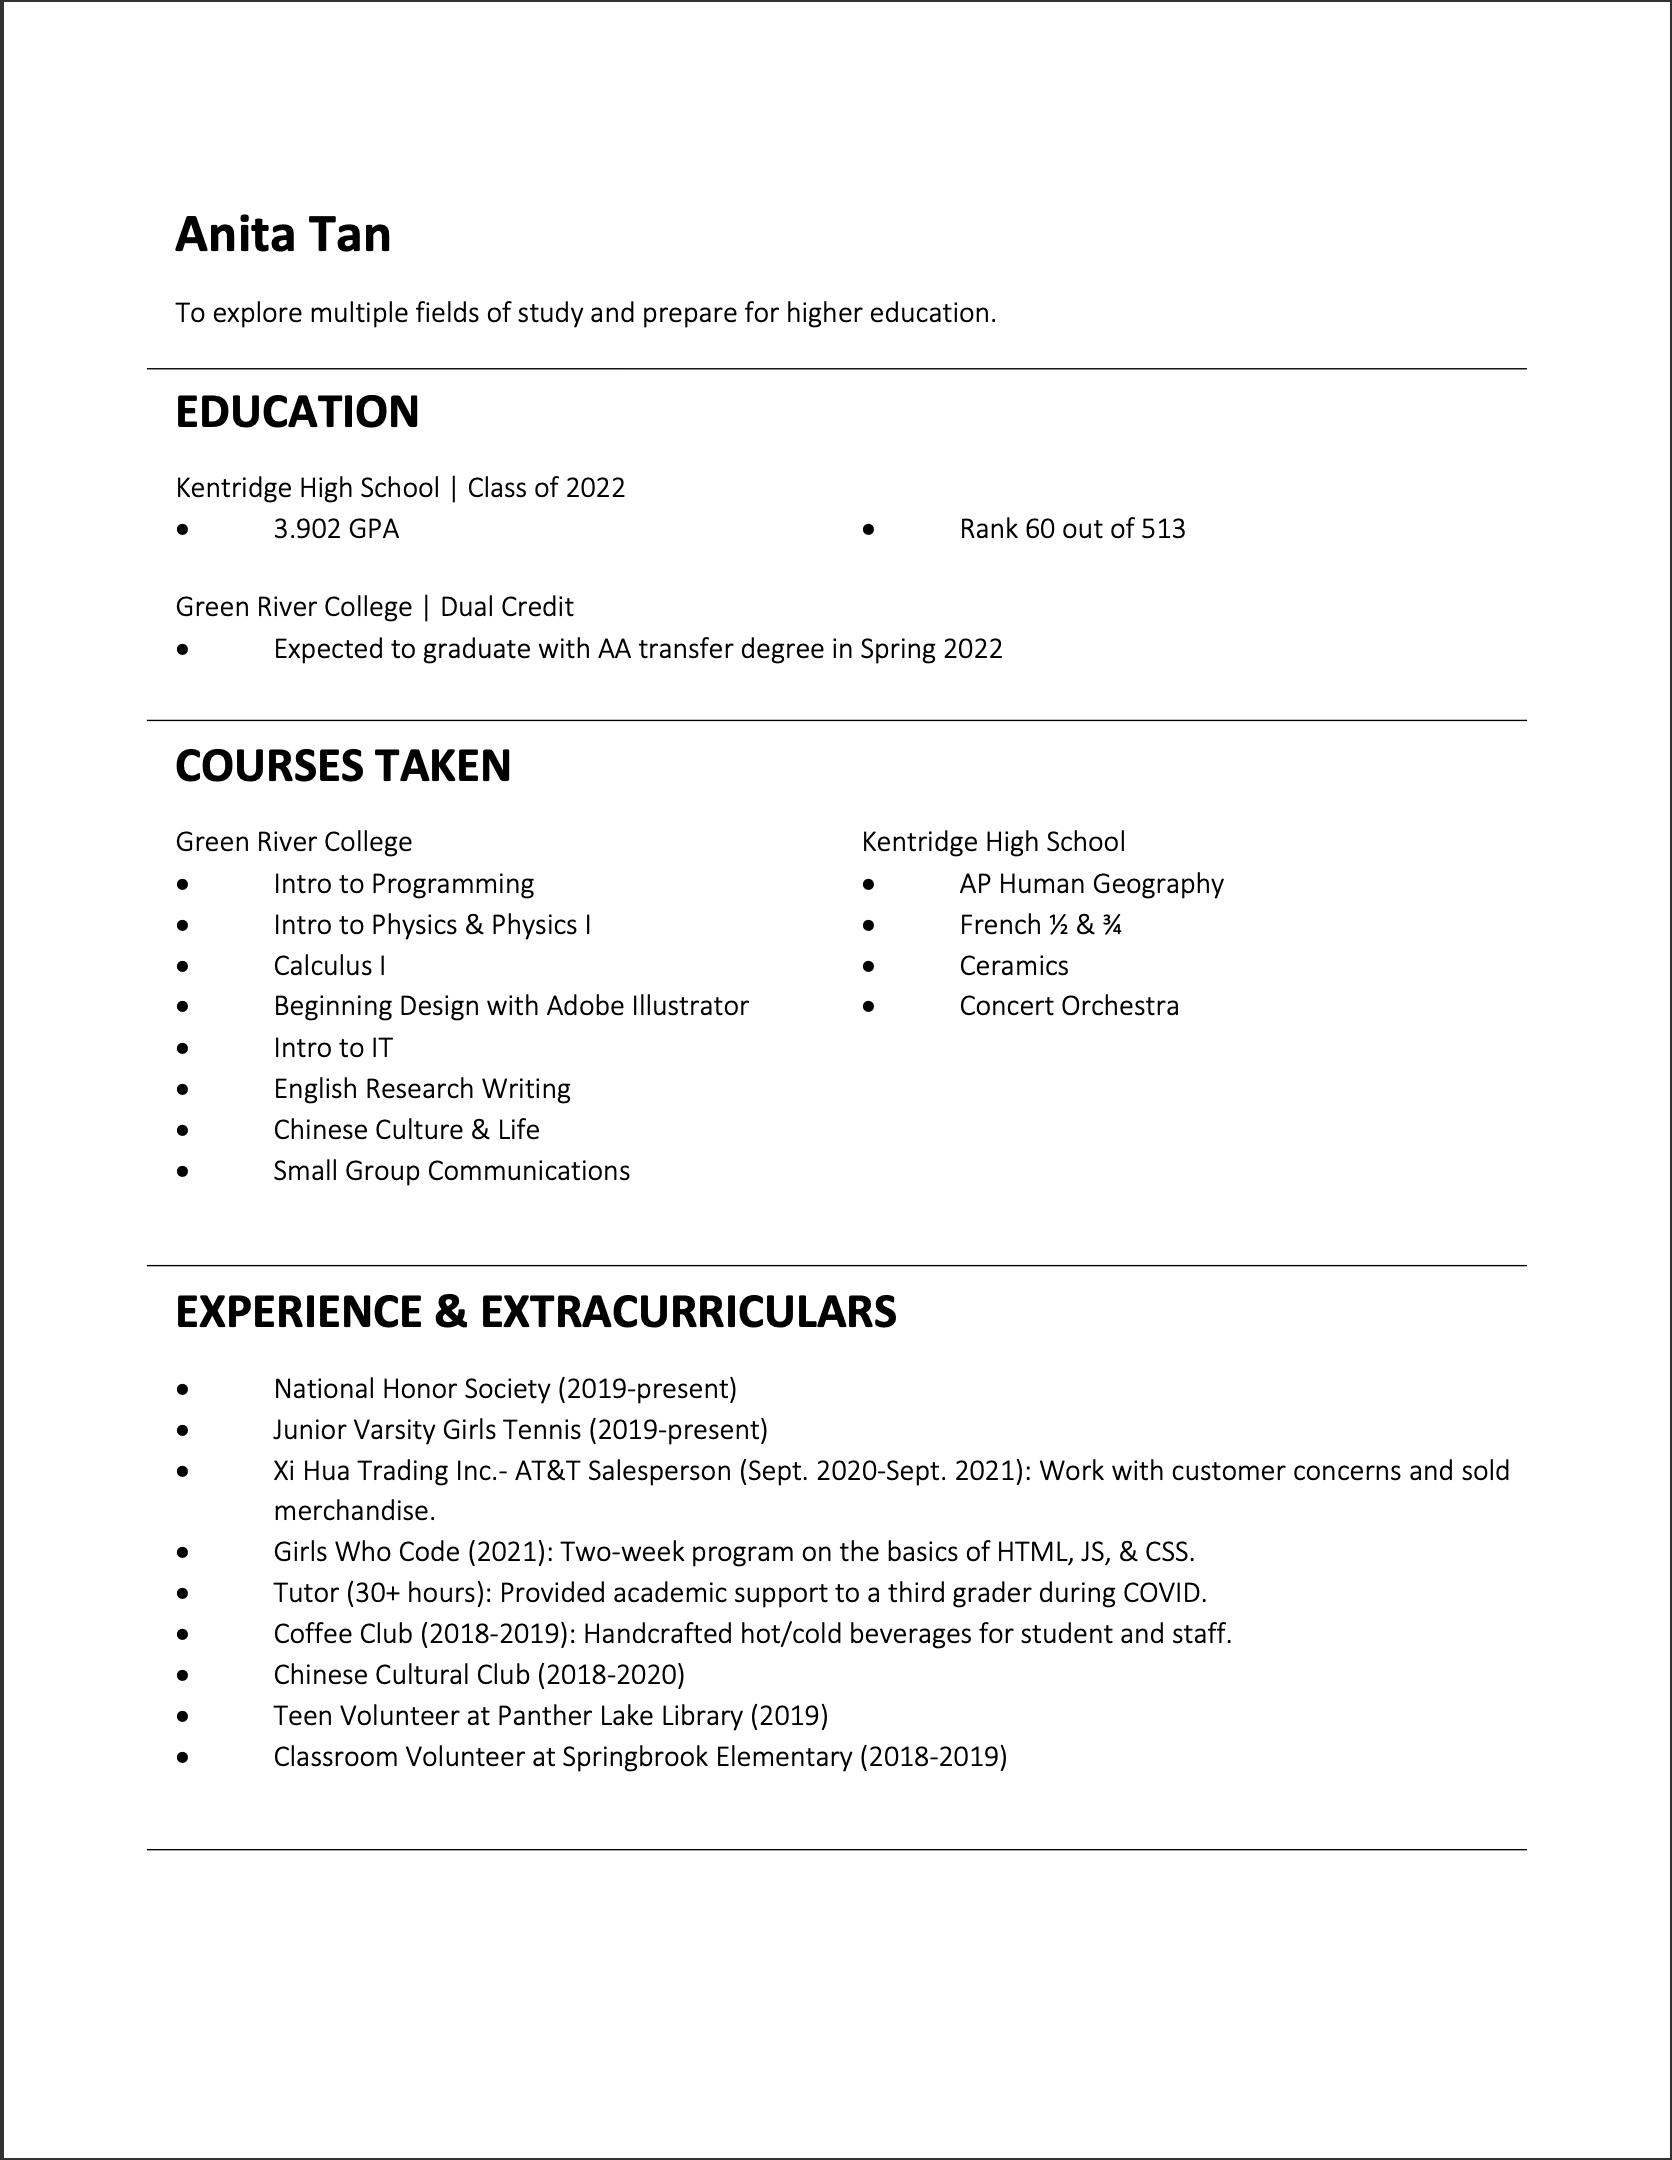 Anita Tan
To explore multiple fields of study and prepare for higher education.
EDUCATION
Kentridge High School | Class of 2022
• 3.902 GPA
• Rank 60 out of 513
Green River College | Dual Credit
• Expected to graduate with AA transfer degree in Spring 2022
COURSES TAKEN
Green River College
• Intro to Programming
• Intro to Physics & Physics I
• Calculus I
• Beginning Design with Adobe Illustrator
• Intro to IT
• English Research Writing
• Chinese Culture & Life
• Small Group Communications
Kentridge High School
• AP Human Geography
• French ½ & ¾
• Ceramics
• Concert Orchestra
EXPERIENCE & EXTRACURRICULARS
• National Honor Society (2019-present)
• Junior Varsity Girls Tennis (2019-present)
• Xi Hua Trading Inc.- AT&T Salesperson (Sept. 2020-Sept. 2021): Work with customer concerns and sold
merchandise.
• Girls Who Code (2021): Two-week program on the basics of HTML, JS, & CSS.
• Tutor (30+ hours): Provided academic support to a third grader during COVID.
• Coffee Club (2018-2019): Handcrafted hot/cold beverages for student and staff.
• Chinese Cultural Club (2018-2020)
• Teen Volunteer at Panther Lake Library (2019)
• Classroom Volunteer at Springbrook Elementary (2018-2019)